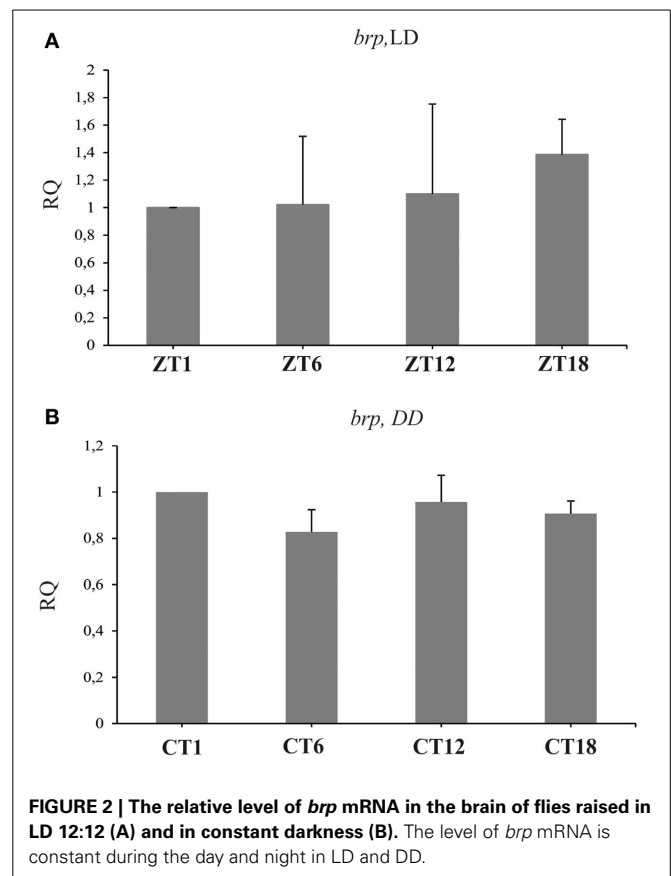 A
brp,LD
2
1,8
1,6
1,4
1,2
1
0,8
0,6
0,4
0,2
0
RQ
ZT1 ZT6 ZT12 ZT18
B
brp, DD
1,2
1
0,8
0,6
0,4
0,2
0
RQ
CT1 CT6 CT12 CT18
FIGURE 2 | The relative level of brp mRNA in the brain of flies raised in
LD 12:12 (A) and in constant darkness (B). The level of brp mRNA is
constant during the day and night in LD and DD.